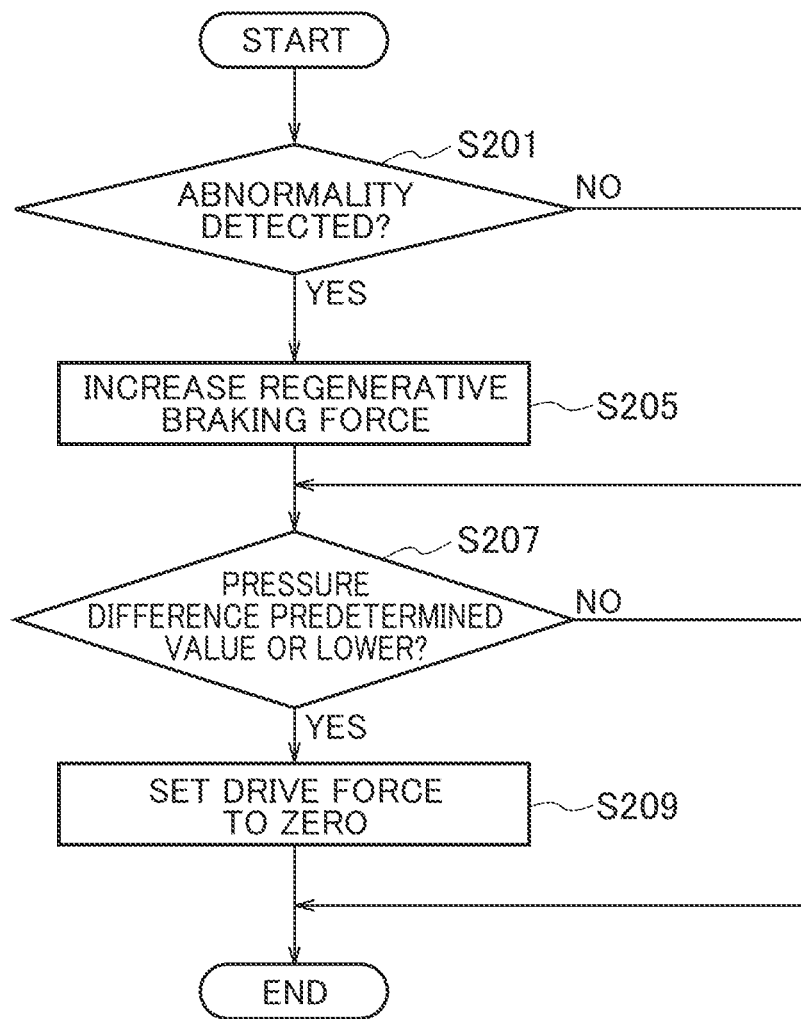 START
S201
ABNORMALITY
DETECTED?
NO
YES
INCREASE REGENERATIVE
BRAKING FORCE
S205
S207
PRESSURE
DIFFERENCE PREDETERMINED
VALUE OR LOWER?
NO
YES
SET DRIVE FORCE
TO ZERO
S209
END